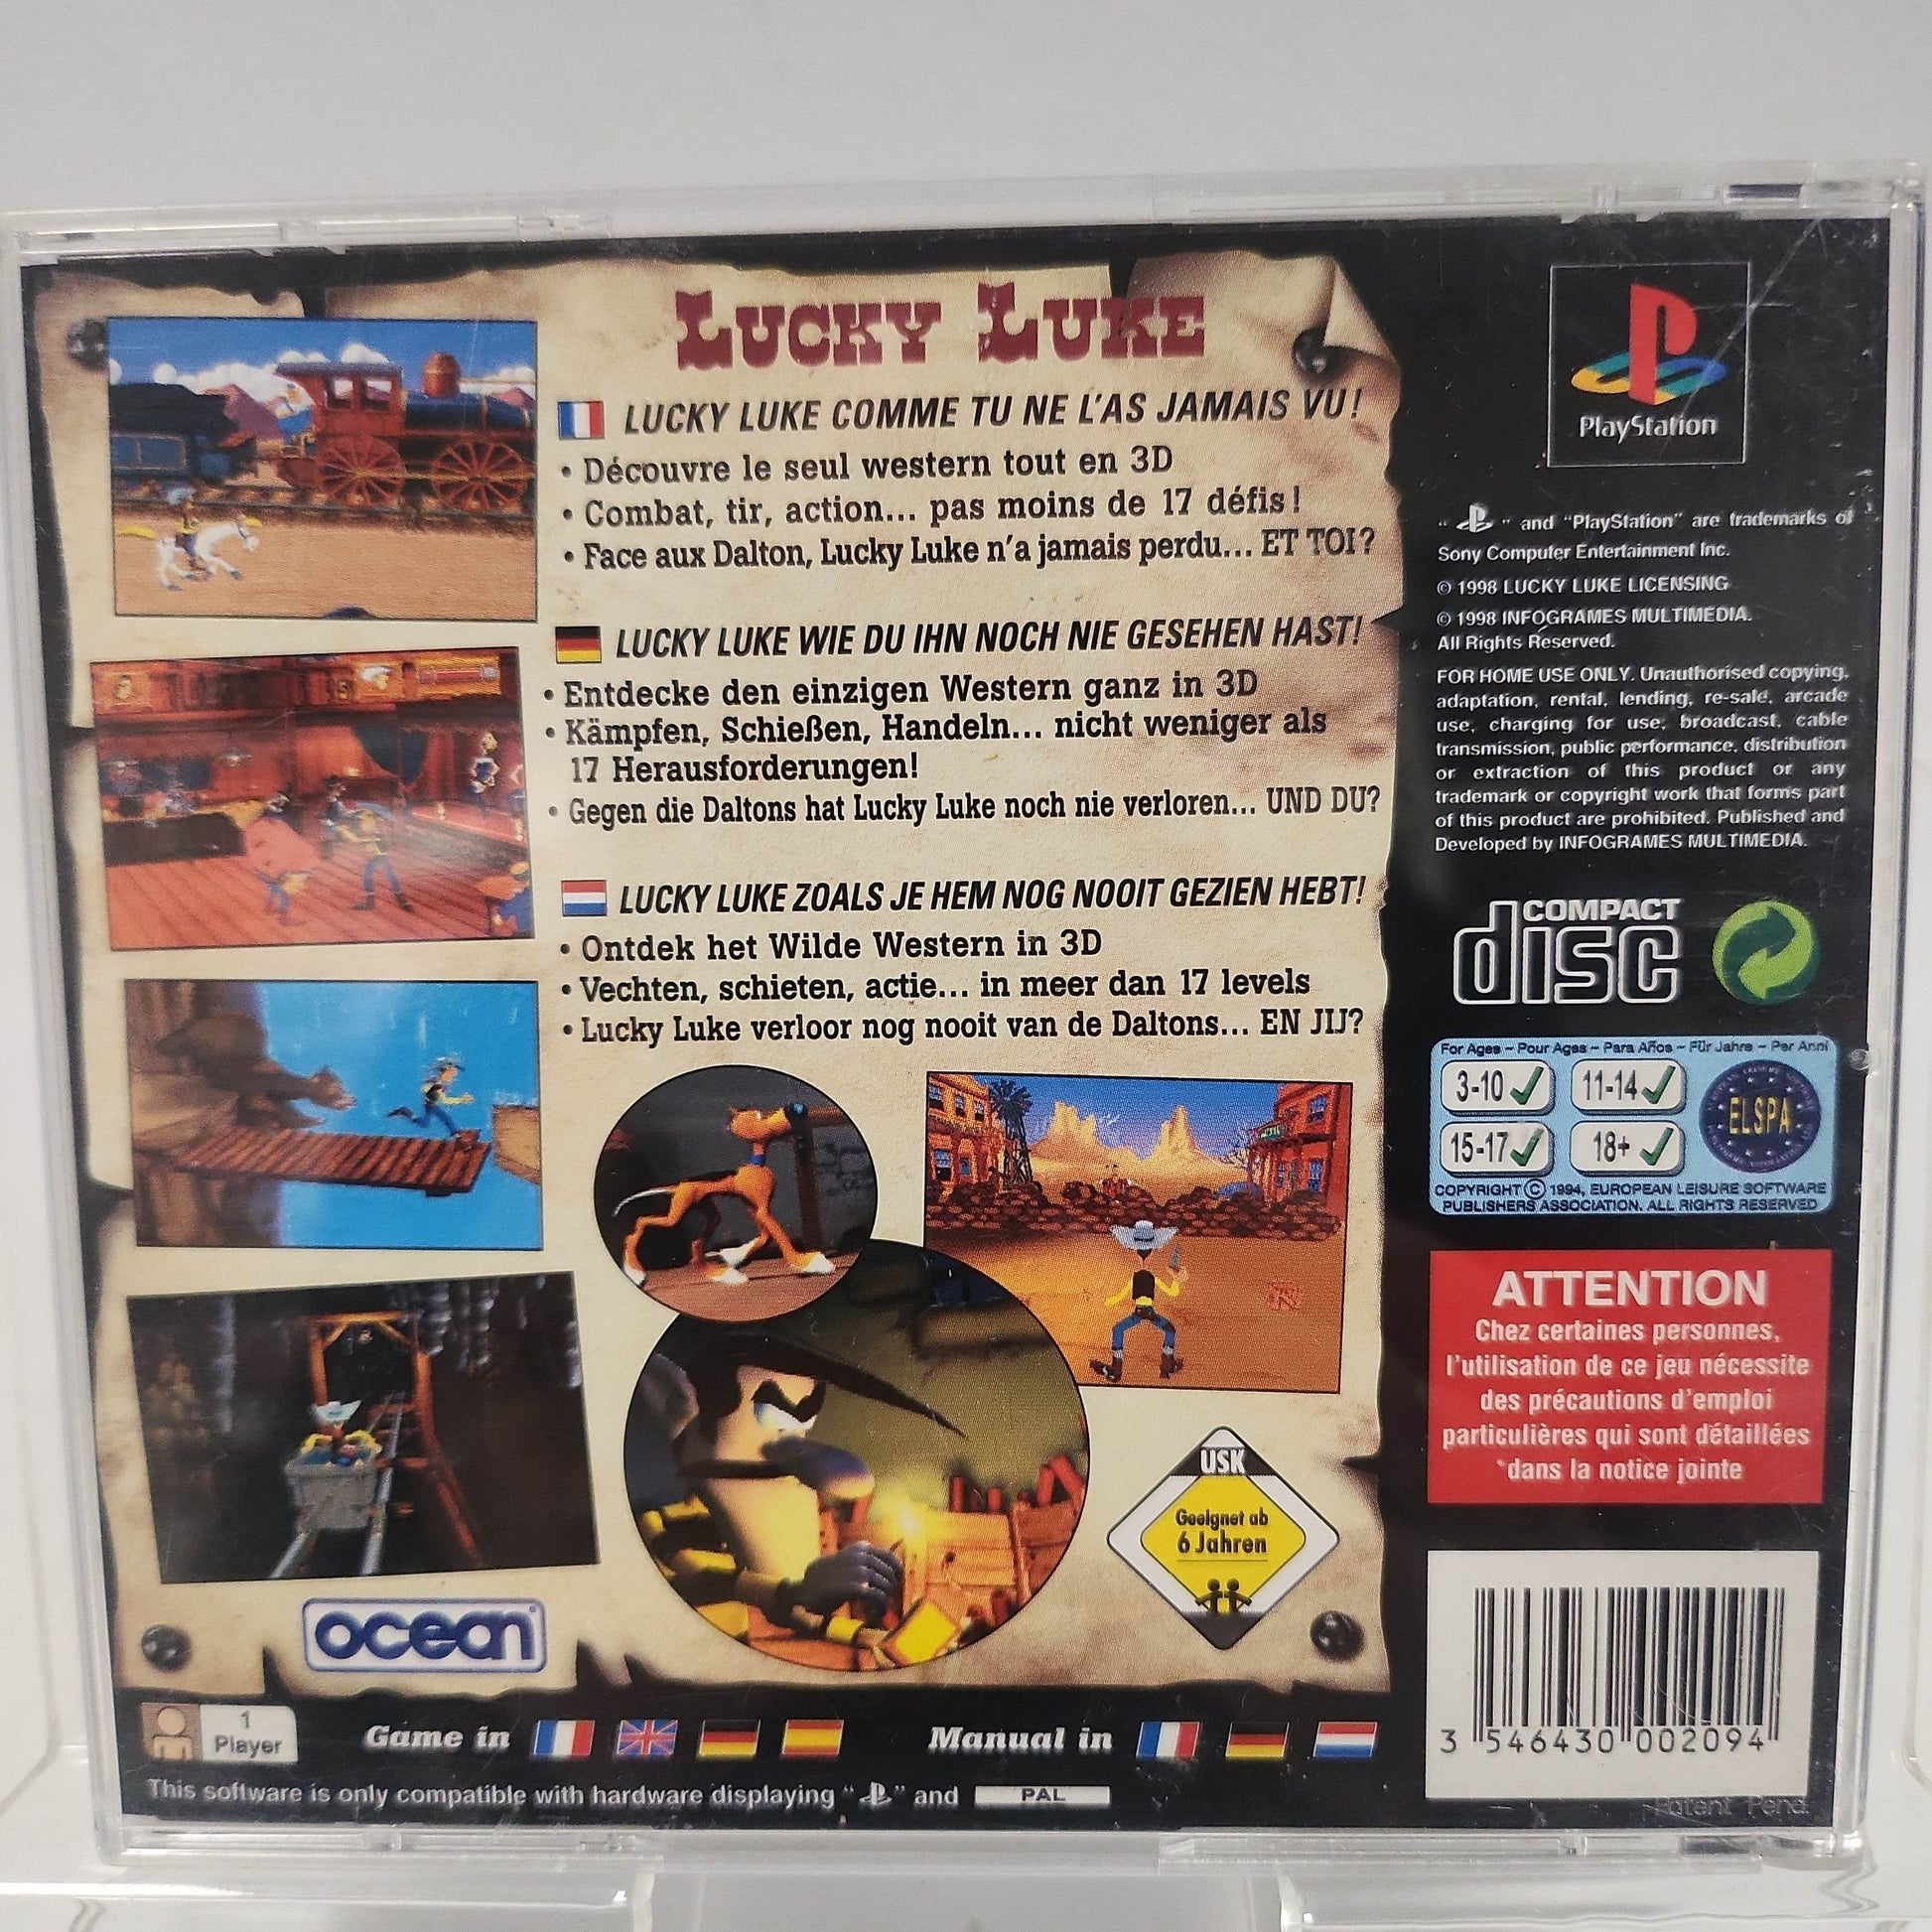 LUCKY LUKE
LUCKY LUKE COMME TU NE L'AS JAMAIS VU!
• Découvre le seul western tout en 3D
• Combat, tir, action... pas moins de 17 défis!
• Face aux Dalton, Lucky Luke n'a jamais perdu... ET TOI?
LUCKY LUKE WIE DU IHN NOCH NIE GESEHEN HAST!
• Entdecke den einzigen Western ganz in 3D
• Kämpfen, Schießen, Handeln... nicht weniger als
17 Herausforderungen!
• Gegen die Daltons hat Lucky Luke noch nie verloren... UND DU?
LUCKY LUKE ZOALS JE HEM NOG NOOIT GEZIEN HEBT!
• Ontdek het Wilde Western in 3D
• Vechten, schieten, actie... in meer dan 17 levels
• Lucky Luke verloor nog nooit van de Daltons... EN JIJ?
USK
Geeignet ab
6 Jahren
ocean
1
Player
Game in
Manual in
This software is only compatible with hardware displaying " " and PAL
PlayStation
" " and "PlayStation" are trademarks of
Sony Computer Entertainment Inc.
© 1998 LUCKY LUKE LICENSING
© 1998 INFOGRAMES MULTIMEDIA.
All Rights Reserved.
FOR HOME USE ONLY. Unauthorised copying,
adaptation, rental, lending, re-sale, arcade
use, charging for use, broadcast, cable
transmission, public performance, distribution
or extraction of this product or any
trademark or copyright work that forms part
of this product are prohibited. Published and
Developed by INFOGRAMES MULTIMEDIA.
COMPACT
disc
For Ages ~ Pour Ages ~ Para Años ~ Für Jahre ~ Per Anni
3-10 ✓ 11-14 ✓
15-17 ✓ 18+ ✓
ELSPA
COPYRIGHT © 1994, EUROPEAN LEISURE SOFTWARE
PUBLISHERS ASSOCIATION. ALL RIGHTS RESERVED
ATTENTION
Chez certaines personnes,
l'utilisation de ce jeu nécessite
des précautions d'emploi
particulières qui sont détaillées
dans la notice jointe
3 546430 002094
Patent Pend.